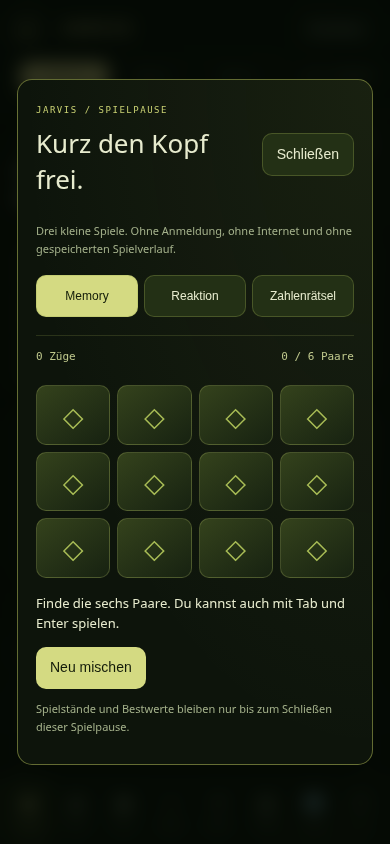 JARVIS / SPIELPAUSE
Kurz den Kopf
frei.
Schließen
Drei kleine Spiele. Ohne Anmeldung, ohne Internet und ohne
gespeicherten Spielverlauf.
Memory
Reaktion
Zahlenrätsel
0 Züge
0 / 6 Paare
Finde die sechs Paare. Du kannst auch mit Tab und
Enter spielen.
Neu mischen
Spielstände und Bestwerte bleiben nur bis zum Schließen
dieser Spielpause.